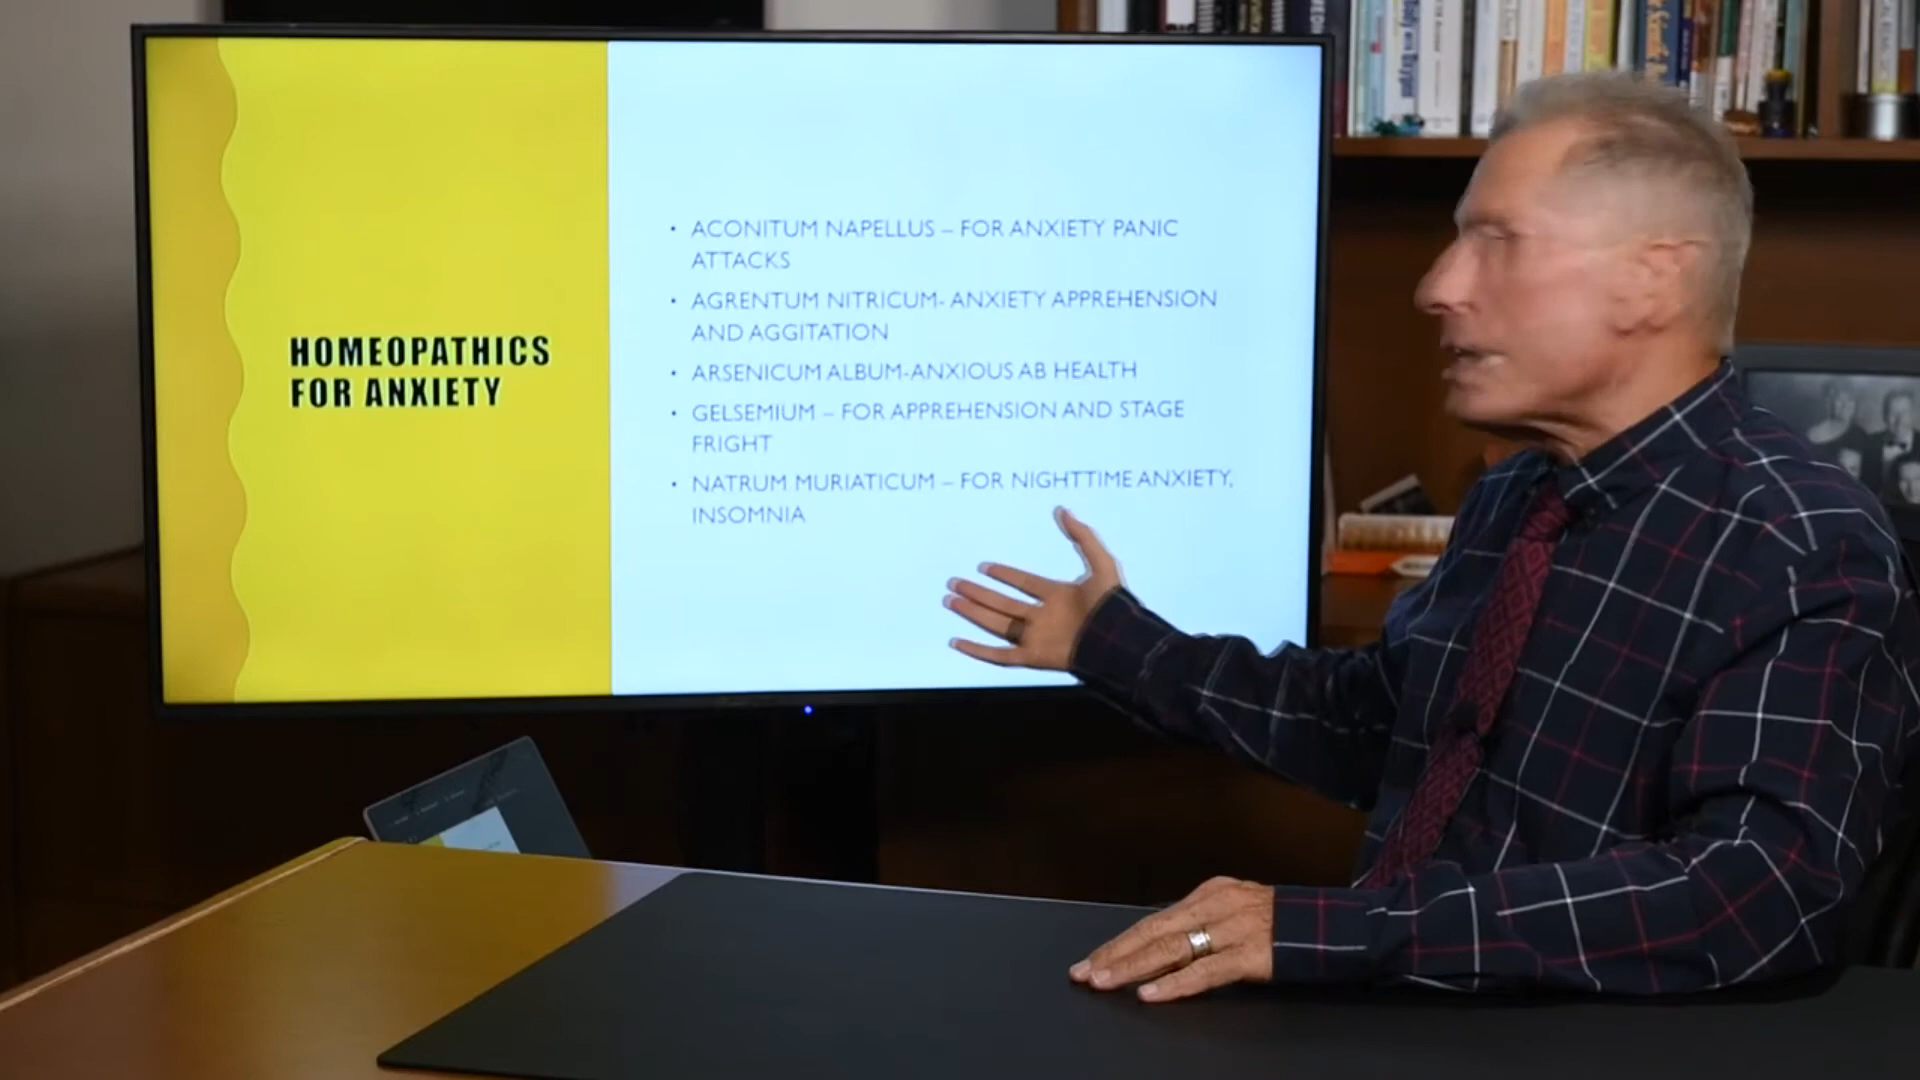 HOMEOPATHICS
FOR ANXIETY
• ACONITUM NAPELLUS – FOR ANXIETY PANIC
ATTACKS
• AGRENTUM NITRICUM- ANXIETY APPREHENSION
AND AGGITATION
• ARSENICUM ALBUM-ANXIOUS AB HEALTH
• GELSEMIUM – FOR APPREHENSION AND STAGE
FRIGHT
• NATRUM MURIATICUM – FOR NIGHTTIME ANXIETY,
INSOMNIA